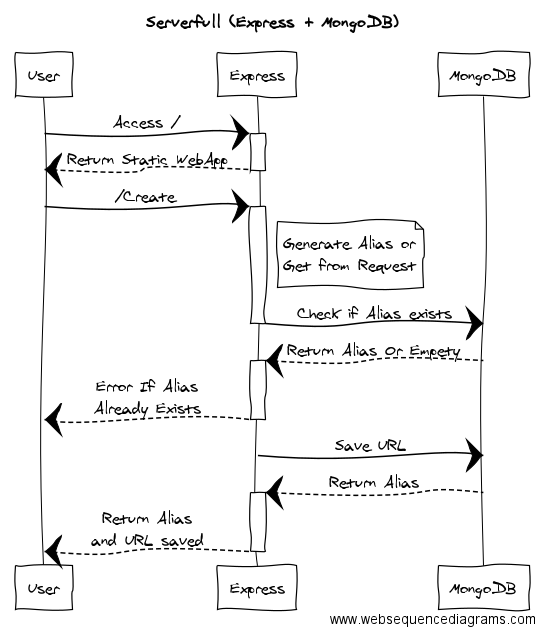 Serverfull (Express + MongoDB)
User
Express
MongoDB
Access /
Return Static WebApp
/Create
Generate Alias or
Get from Request
Check if Alias exists
Return Alias Or Empety
Error If Alias
Already Exists
Save URL
Return Alias
Return Alias
and URL saved
User
Express
MongoDB
www.websequencediagrams.com